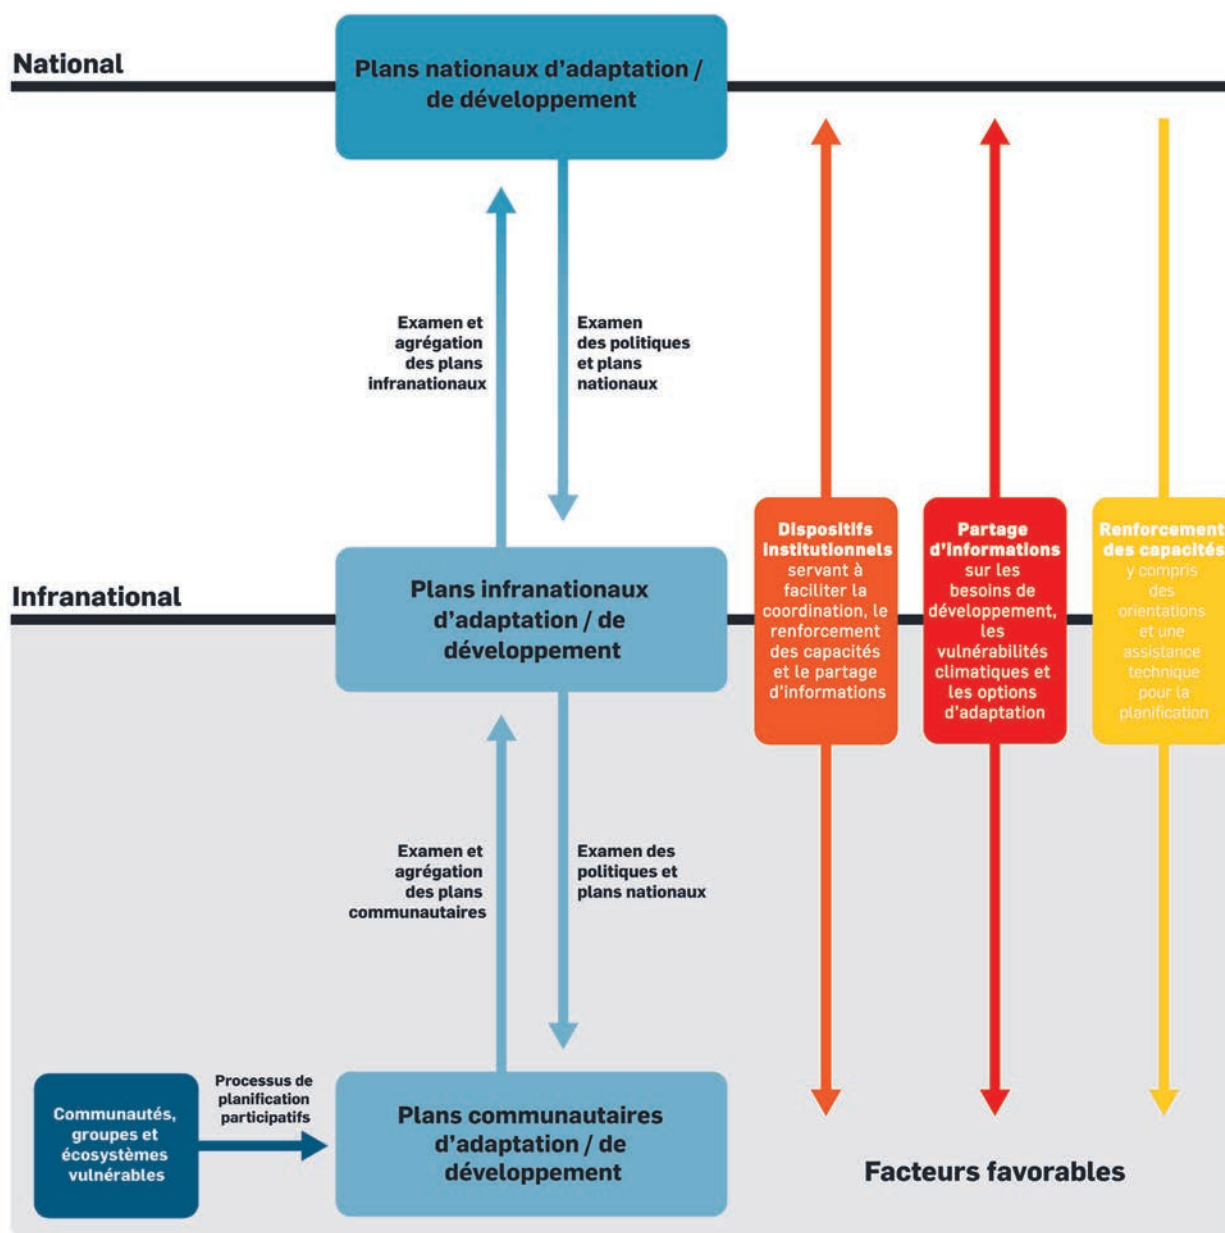 National
Plans nationaux d'adaptation /
de développement
Examen et
agrégation
des plans
infranationaux
Examen
des politiques
et plans
nationaux
Infranational
Plans infranationaux
d'adaptation / de
développement
Dispositifs
institutionnels
servant à
faciliter la
coordination, le
renforcement
des capacités
et le partage
d'informations
Partage
d'informations
sur les
besoins de
développement,
les
vulnérabilités
climatiques et
les options
d'adaptation
Renforcement
des capacités
y compris
des
orientations
et une
assistance
technique
pour la
planification
Examen et
agrégation
des plans
communautaires
Examen des
politiques et
plans nationaux
Communautés,
groupes et
écosystèmes
vulnérables
Processus de
planification
participatifs
Plans communautaires
d'adaptation / de
développement
Facteurs favorables